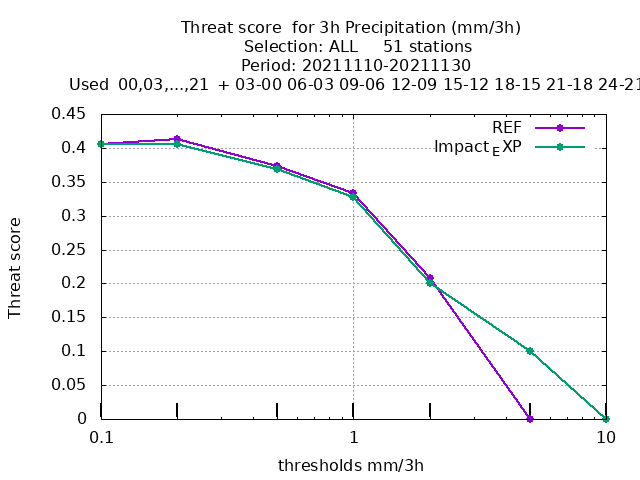 Threat score  for 3h Precipitation (mm/3h)
Selection: ALL     51 stations
Period: 20211110-20211130
Used  00,03,...,21  + 03-00 06-03 09-06 12-09 15-12 18-15 21-18 24-21
0.45
0.4
0.35
0.3
0.25
0.2
0.15
0.1
0.05
0
Threat score
REF
Impact_EXP
0.1
1
10
thresholds mm/3h